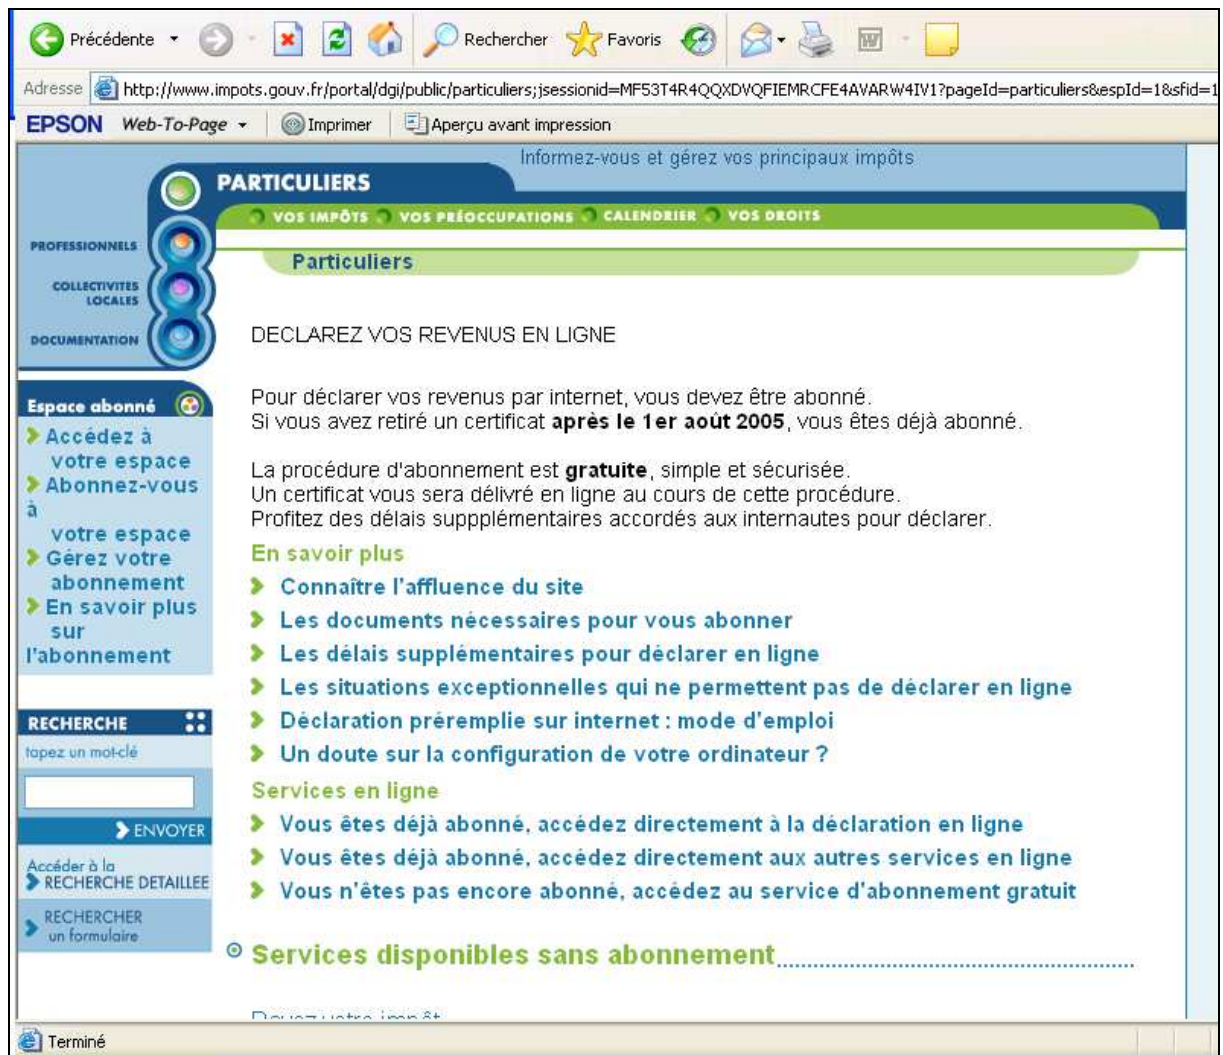 Précédente
Rechercher
Favoris
Adresse http://www.impots.gouv.fr/portal/dgi/public/particuliers;jsessionid=MF53T4R4QQXDVQFIEMRCFE4AVARW4IV1?pageId=particuliers&espId=1&sfid=1
EPSON Web-To-Page Imprimer Aperçu avant impression
Informez-vous et gérez vos principaux impôts
PARTICULIERS
VOS IMPÔTS VOS PRÉOCCUPATIONS CALENDRIER VOS DROITS
PROFESSIONNELS
COLLECTIVITES
LOCALES
DOCUMENTATION
Espace abonné
Accédez à
votre espace
Abonnez-vous
à
votre espace
Gérez votre
abonnement
En savoir plus
sur
l'abonnement
RECHERCHE
tapez un mot-clé
ENVOYER
Accéder à la
RECHERCHE DETAILLEE
RECHERCHER
un formulaire
Particuliers
DECLAREZ VOS REVENUS EN LIGNE
Pour déclarer vos revenus par internet, vous devez être abonné.
Si vous avez retiré un certificat après le 1er août 2005, vous êtes déjà abonné.
La procédure d'abonnement est gratuite, simple et sécurisée.
Un certificat vous sera délivré en ligne au cours de cette procédure.
Profitez des délais suppplémentaires accordés aux internautes pour déclarer.
En savoir plus
Connaître l'affluence du site
Les documents nécessaires pour vous abonner
Les délais supplémentaires pour déclarer en ligne
Les situations exceptionnelles qui ne permettent pas de déclarer en ligne
Déclaration préremplie sur internet : mode d'emploi
Un doute sur la configuration de votre ordinateur ?
Services en ligne
Vous êtes déjà abonné, accédez directement à la déclaration en ligne
Vous êtes déjà abonné, accédez directement aux autres services en ligne
Vous n'êtes pas encore abonné, accédez au service d'abonnement gratuit
Services disponibles sans abonnement
Terminé